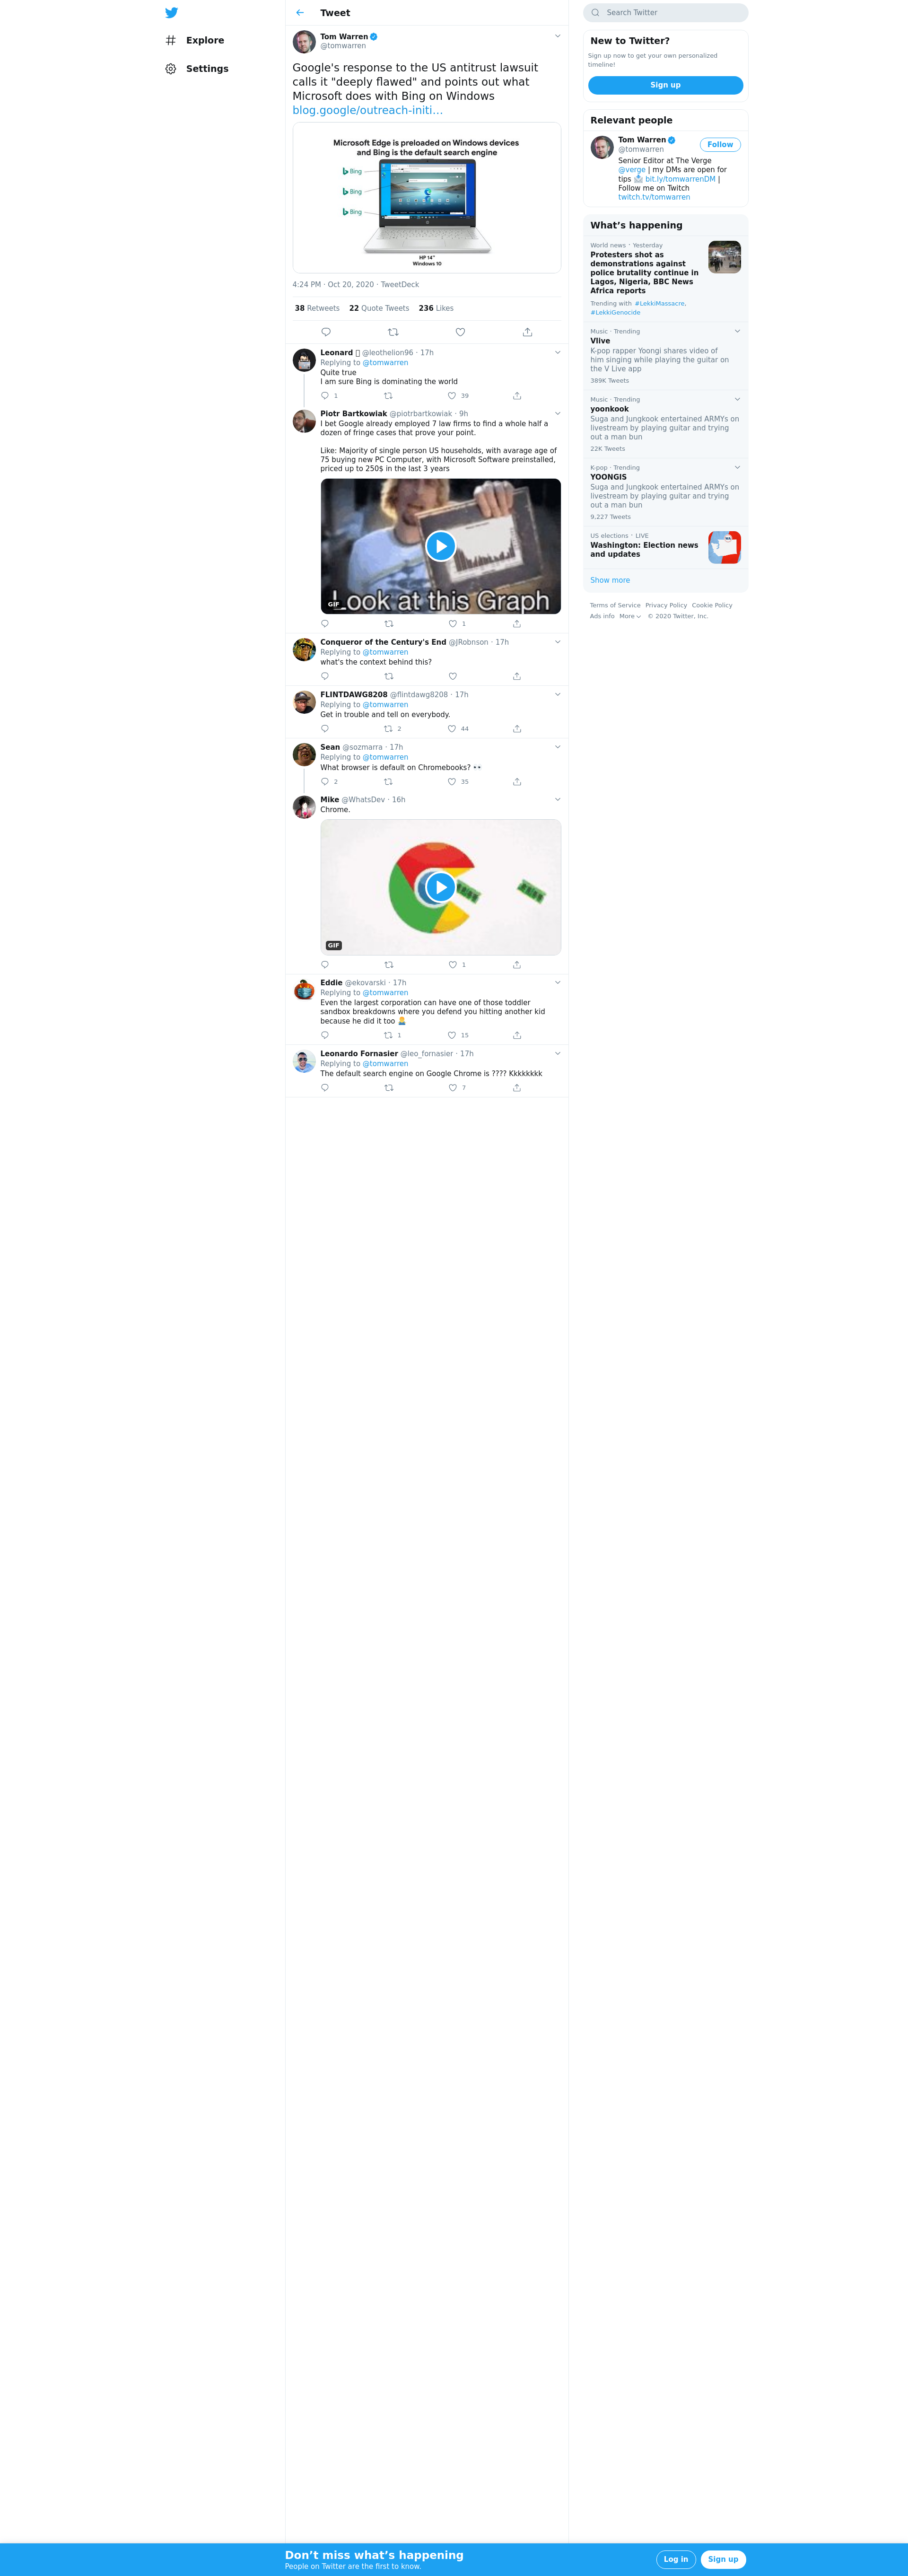 Explore
Settings
Tweet
Tom Warren
@tomwarren
Google's response to the US antitrust lawsuit
calls it "deeply flawed" and points out what
Microsoft does with Bing on Windows
blog.google/outreach-initi…
Microsoft Edge is preloaded on Windows devices
and Bing is the default search engine
Bing
Bing
Bing
HP 14"
Windows 10
4:24 PM · Oct 20, 2020 · TweetDeck
38 Retweets 22 Quote Tweets 236 Likes
Leonard @leothelion96 · 17h
Replying to @tomwarren
Quite true
I am sure Bing is dominating the world
1 39
Piotr Bartkowiak @piotrbartkowiak · 9h
I bet Google already employed 7 law firms to find a whole half a
dozen of fringe cases that prove your point.
Like: Majority of single person US households, with avarage age of
75 buying new PC Computer, with Microsoft Software preinstalled,
priced up to 250$ in the last 3 years
Look at this Graph
GIF
1
Conqueror of the Century's End @JRobnson · 17h
Replying to @tomwarren
what's the context behind this?
FLINTDAWG8208 @flintdawg8208 · 17h
Replying to @tomwarren
Get in trouble and tell on everybody.
2 44
Sean @sozmarra · 17h
Replying to @tomwarren
What browser is default on Chromebooks? 👀
2 35
Mike @WhatsDev · 16h
Chrome.
GIF
1
Eddie @ekovarski · 17h
Replying to @tomwarren
Even the largest corporation can have one of those toddler
sandbox breakdowns where you defend you hitting another kid
because he did it too
1 15
Leonardo Fornasier @leo_fornasier · 17h
Replying to @tomwarren
The default search engine on Google Chrome is ???? Kkkkkkkk
7
Search Twitter
New to Twitter?
Sign up now to get your own personalized
timeline!
Sign up
Relevant people
Tom Warren
@tomwarren
Follow
Senior Editor at The Verge
@verge | my DMs are open for
tips 📩 bit.ly/tomwarrenDM |
Follow me on Twitch
twitch.tv/tomwarren
What's happening
World news · Yesterday
Protesters shot as
demonstrations against
police brutality continue in
Lagos, Nigeria, BBC News
Africa reports
Trending with #LekkiMassacre,
#LekkiGenocide
Music · Trending
Vlive
K-pop rapper Yoongi shares video of
him singing while playing the guitar on
the V Live app
389K Tweets
Music · Trending
yoonkook
Suga and Jungkook entertained ARMYs on
livestream by playing guitar and trying
out a man bun
22K Tweets
K-pop · Trending
YOONGIS
Suga and Jungkook entertained ARMYs on
livestream by playing guitar and trying
out a man bun
9,227 Tweets
US elections · LIVE
Washington: Election news
and updates
Show more
Terms of Service Privacy Policy Cookie Policy
Ads info More © 2020 Twitter, Inc.
Don't miss what's happening
People on Twitter are the first to know.
Log in
Sign up